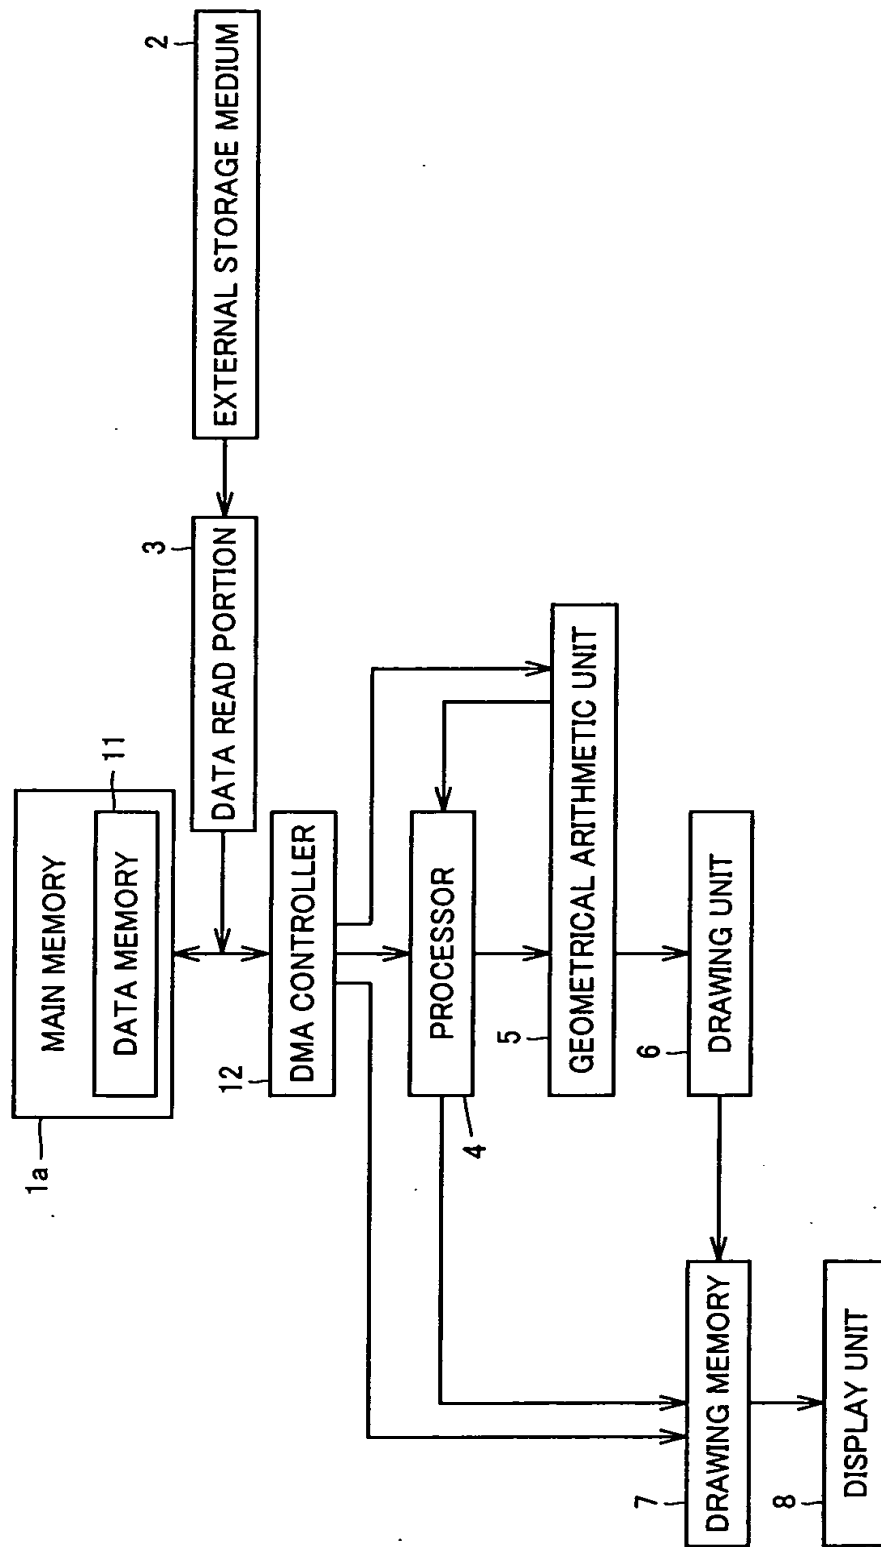 1a
MAIN MEMORY
DATA MEMORY
11
2
EXTERNAL STORAGE MEDIUM
3
DATA READ PORTION
12
DMA CONTROLLER
4
PROCESSOR
5
GEOMETRICAL ARITHMETIC UNIT
6
DRAWING UNIT
7
DRAWING MEMORY
8
DISPLAY UNIT